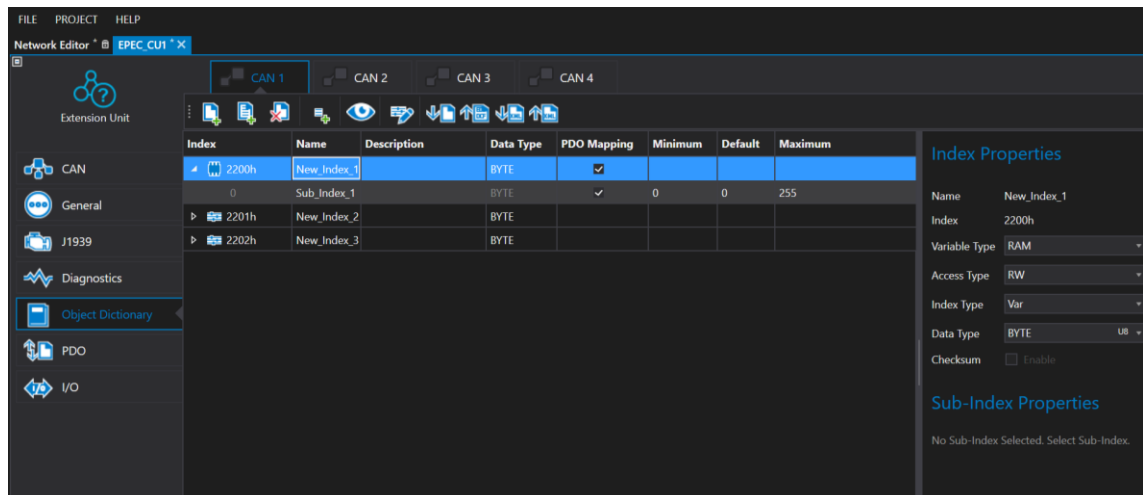 FILE PROJECT HELP
Network Editor * EPEC_CU1 * X
Extension Unit
CAN 1 CAN 2 CAN 3 CAN 4
Index Name Description Data Type PDO Mapping Minimum Default Maximum
2200h New_Index_1 BYTE
0 Sub_Index_1 BYTE 0 0 255
2201h New_Index_2 BYTE
2202h New_Index_3 BYTE
CAN
General
J1939
Diagnostics
Object Dictionary
PDO
I/O
Index Properties
Name New_Index_1
Index 2200h
Variable Type RAM
Access Type RW
Index Type Var
Data Type BYTE U8
Checksum Enable
Sub-Index Properties
No Sub-Index Selected. Select Sub-Index.